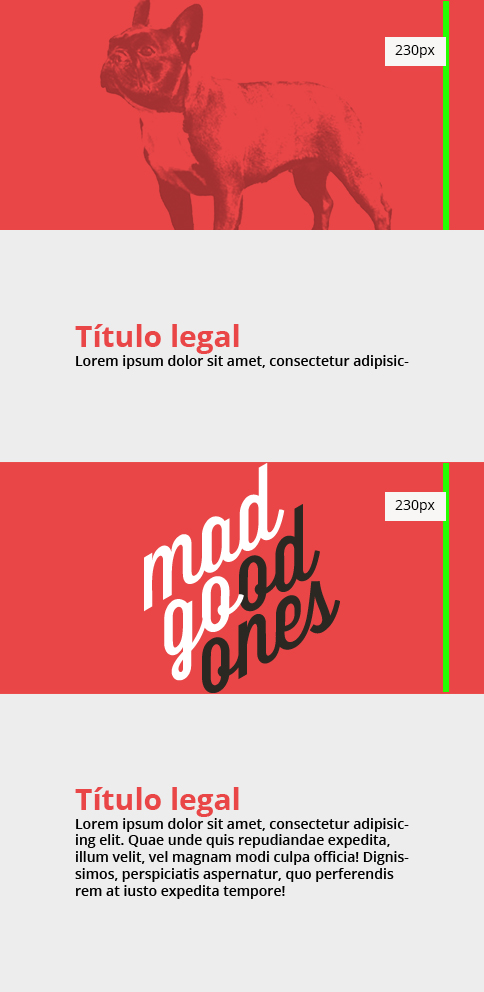 230px
Título legal
Lorem ipsum dolor sit amet, consectetur adipisic-
mad
good
ones
230px
Título legal
Lorem ipsum dolor sit amet, consectetur adipisic-
ing elit. Quae unde quis repudiandae expedita,
illum velit, vel magnam modi culpa officia! Dignis-
simos, perspiciatis aspernatur, quo perferendis
rem at iusto expedita tempore!